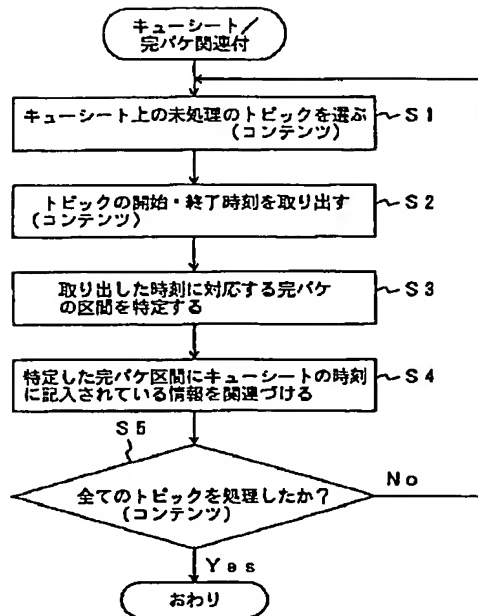 キューシート/
完パケ関連付
キューシート上の未処理のトピックを選ぶ
(コンテンツ)
S1
トピックの開始・終了時刻を取り出す
(コンテンツ)
S2
取り出した時刻に対応する完パケ
の区間を特定する
S3
特定した完パケ区間にキューシートの時刻
に記入されている情報を関連づける
S4
S5
全てのトピックを処理したか?
(コンテンツ)
No
Yes
おわり